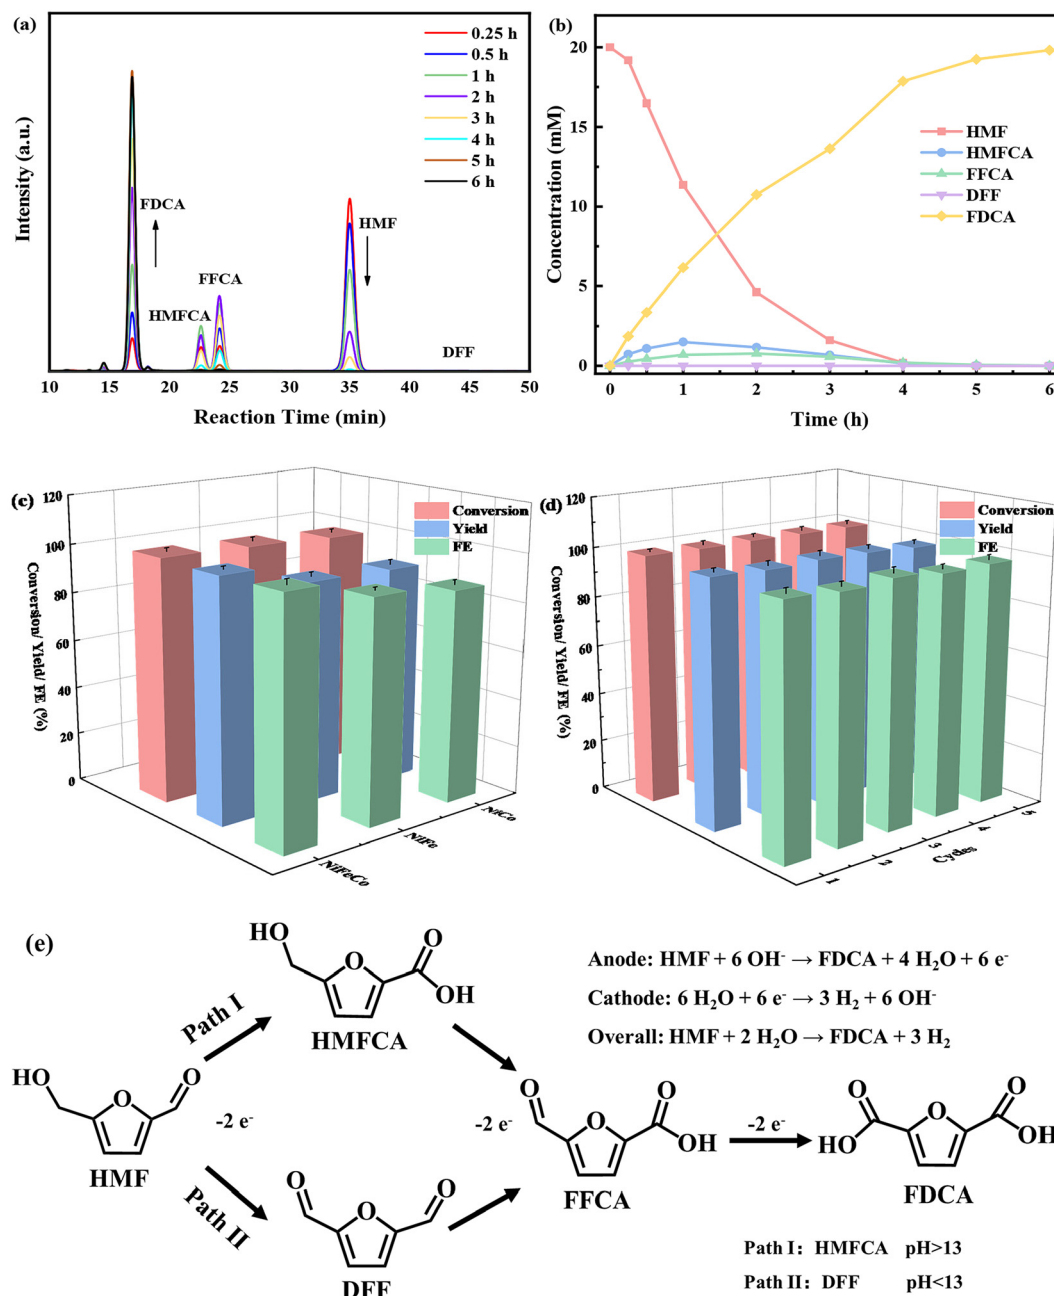 (a)
Intensity (a.u.)
0.25 h
0.5 h
1 h
2 h
3 h
4 h
5 h
6 h
FDCA
HMFCA
FFCA
HMF
DFF
10 15 20 25 30 35 40 45 50
Reaction Time (min)
(b)
Concentration (mM)
20
15
10
5
0
HMF
HMFCA
FFCA
DFF
FDCA
0 1 2 3 4 5 6
Time (h)
(c)
Conversion/ Yield/ FE (%)
120
100
80
60
40
20
0
Conversion
Yield
FE
NiFeCo
NiFe
NiCo
(d)
Conversion/ Yield/ FE (%)
120
100
80
60
40
20
0
Conversion
Yield
FE
1 2 3 4 5
Cycles
(e)
HO
O
O
OH
HMFCA
Path I
HO
O
O
HMF
-2 e⁻
Path II
O
O
O
DFF
-2 e⁻
O
O
O
OH
FFCA
-2 e⁻
O
O
O
HO
OH
FDCA
Anode: HMF + 6 OH⁻ → FDCA + 4 H₂O + 6 e⁻
Cathode: 6 H₂O + 6 e⁻ → 3 H₂ + 6 OH⁻
Overall: HMF + 2 H₂O → FDCA + 3 H₂
Path I: HMFCA pH>13
Path II: DFF pH<13